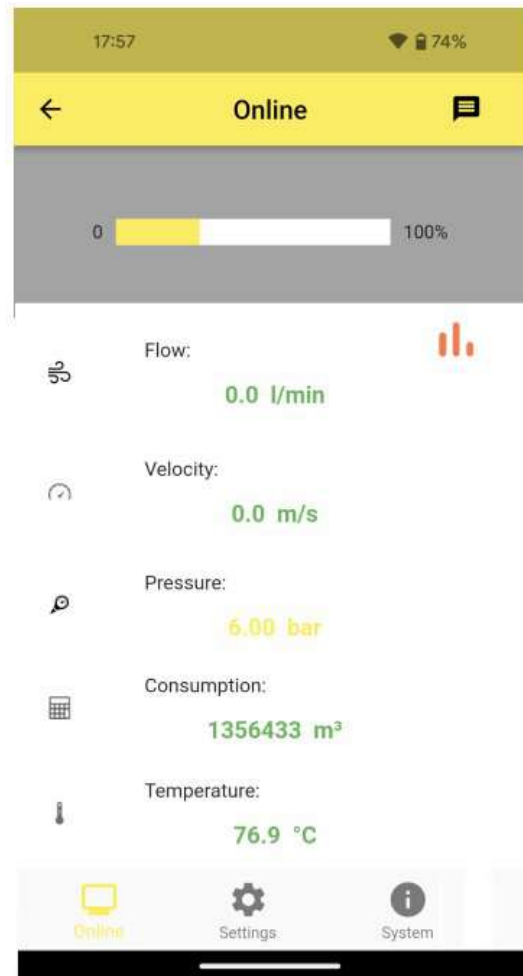 17:57 74%
Online
0 100%
Flow:
0.0 l/min
Velocity:
0.0 m/s
Pressure:
6.00 bar
Consumption:
1356433 m³
Temperature:
76.9 °C
Online Settings System